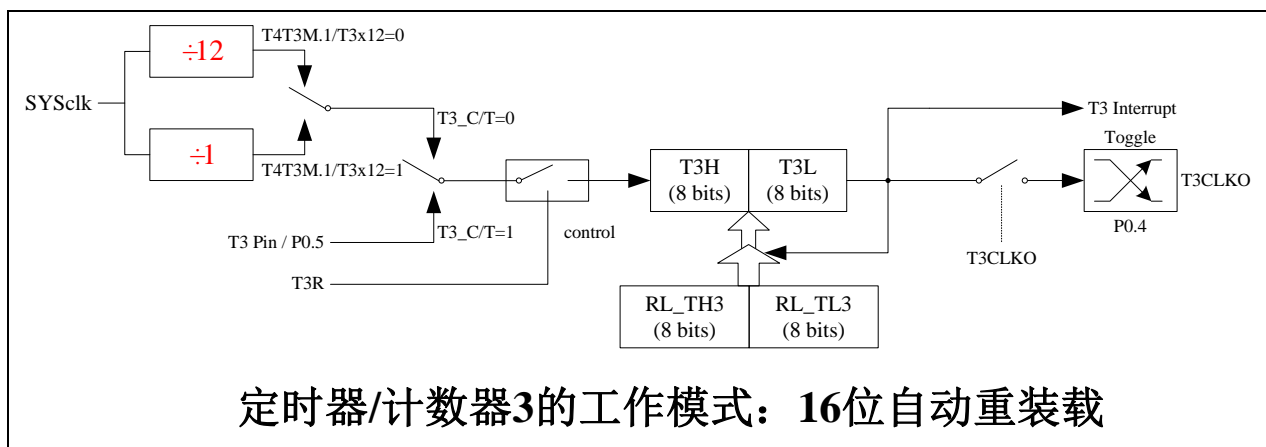 ÷12
T4T3M.1/T3x12=0
SYSclk
÷1
T4T3M.1/T3x12=1
T3_C/T=0
T3_C/T=1
T3 Pin / P0.5
T3R
control
T3H
(8 bits)
T3L
(8 bits)
RL_TH3
(8 bits)
RL_TL3
(8 bits)
T3 Interrupt
Toggle
T3CLKO
P0.4
T3CLKO
定时器/计数器3的工作模式：16位自动重装载